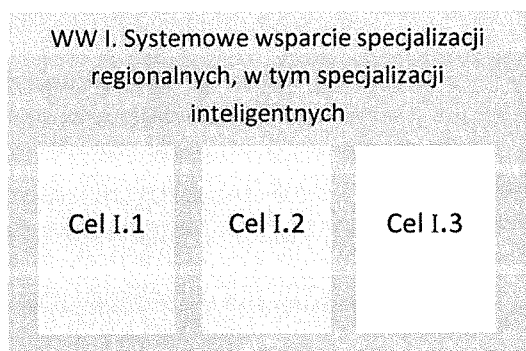 WW I. Systemowe wsparcie specjalizacji
regionalnych, w tym specjalizacji
inteligentnych
Cel I.1
Cel I.2
Cel I.3